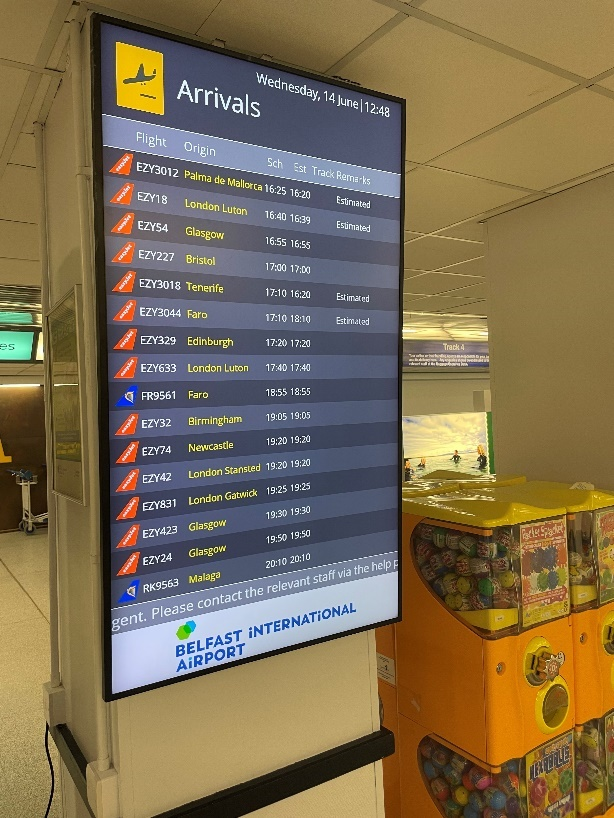 Wednesday, 14 June|12:48
Arrivals
Flight Origin Sch Est Track Remarks
EZY3012 Palma de Mallorca 16:25 16:20 Estimated
EZY18 London Luton 16:40 16:39 Estimated
EZY54 Glasgow 16:55 16:55
EZY227 Bristol 17:00 17:00
EZY3018 Tenerife 17:10 16:20 Estimated
EZY3044 Faro 17:10 18:10 Estimated
EZY329 Edinburgh 17:20 17:20
EZY633 London Luton 17:40 17:40
FR9561 Faro 18:55 18:55
EZY32 Birmingham 19:05 19:05
EZY74 Newcastle 19:20 19:20
EZY42 London Stansted 19:20 19:20
EZY831 London Gatwick 19:25 19:25
EZY423 Glasgow 19:30 19:30
EZY24 Glasgow 19:50 19:50
RK9563 Malaga 20:10 20:10
gent. Please contact the relevant staff via the help p
BELFAST INTERNATIONAL
AIRPORT
es
Track 4